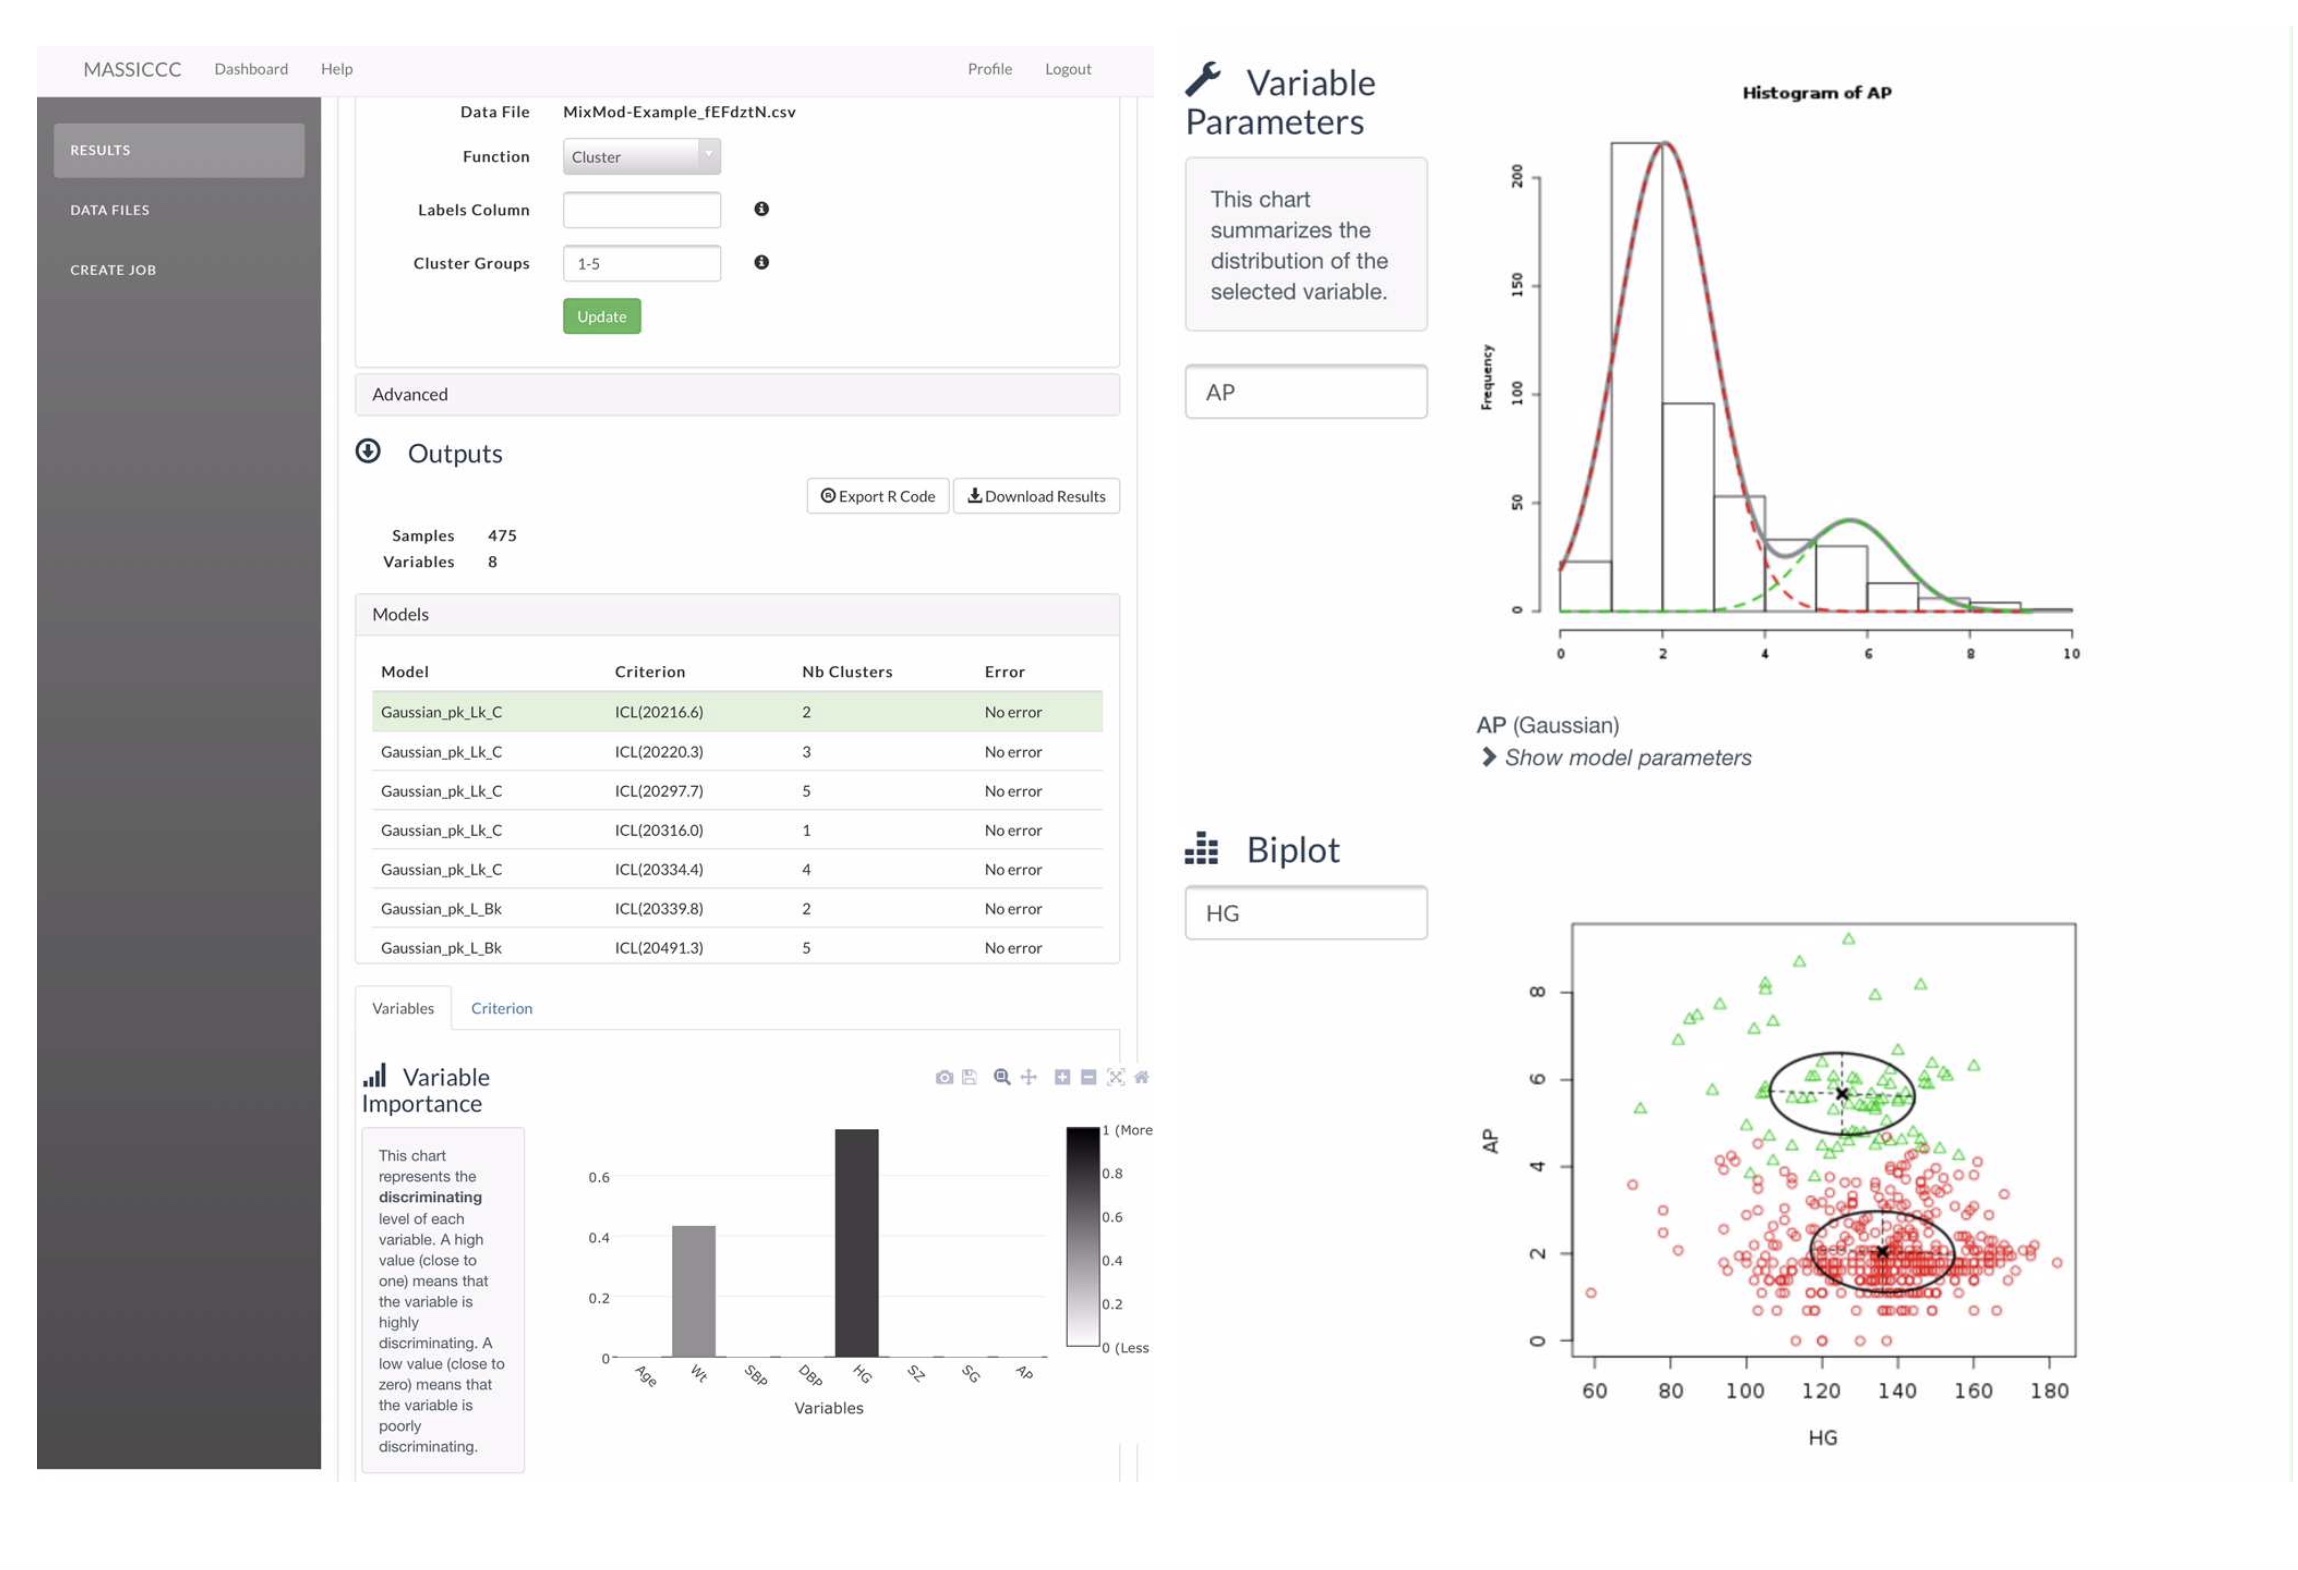 MASSICCC Dashboard Help Profile Logout
RESULTS
DATA FILES
CREATE JOB
Data File MixMod-Example_fEFdztN.csv
Function Cluster
Labels Column
Cluster Groups 1-5
Update
Advanced
Outputs
Export R Code Download Results
Samples 475
Variables 8
Models
Model Criterion Nb Clusters Error
Gaussian_pk_Lk_C ICL(20216.6) 2 No error
Gaussian_pk_Lk_C ICL(20220.3) 3 No error
Gaussian_pk_Lk_C ICL(20297.7) 5 No error
Gaussian_pk_Lk_C ICL(20316.0) 1 No error
Gaussian_pk_Lk_C ICL(20334.4) 4 No error
Gaussian_pk_L_Bk ICL(20339.8) 2 No error
Gaussian_pk_L_Bk ICL(20491.3) 5 No error
Variables Criterion
Variable
Importance
This chart
represents the
discriminating
level of each
variable. A high
value (close to
one) means that
the variable is
highly
discriminating. A
low value (close to
zero) means that
the variable is
poorly
discriminating.
0.6
0.4
0.2
0
Age Wt SBP DBP HG SZ SG AP
Variables
1 (More
0.8
0.6
0.4
0.2
0 (Less
Variable
Parameters
This chart
summarizes the
distribution of the
selected variable.
AP
Histogram of AP
Frequency
200
150
100
50
0
0 2 4 6 8 10
AP (Gaussian)
Show model parameters
Biplot
HG
AP
8
6
4
2
0
60 80 100 120 140 160 180
HG